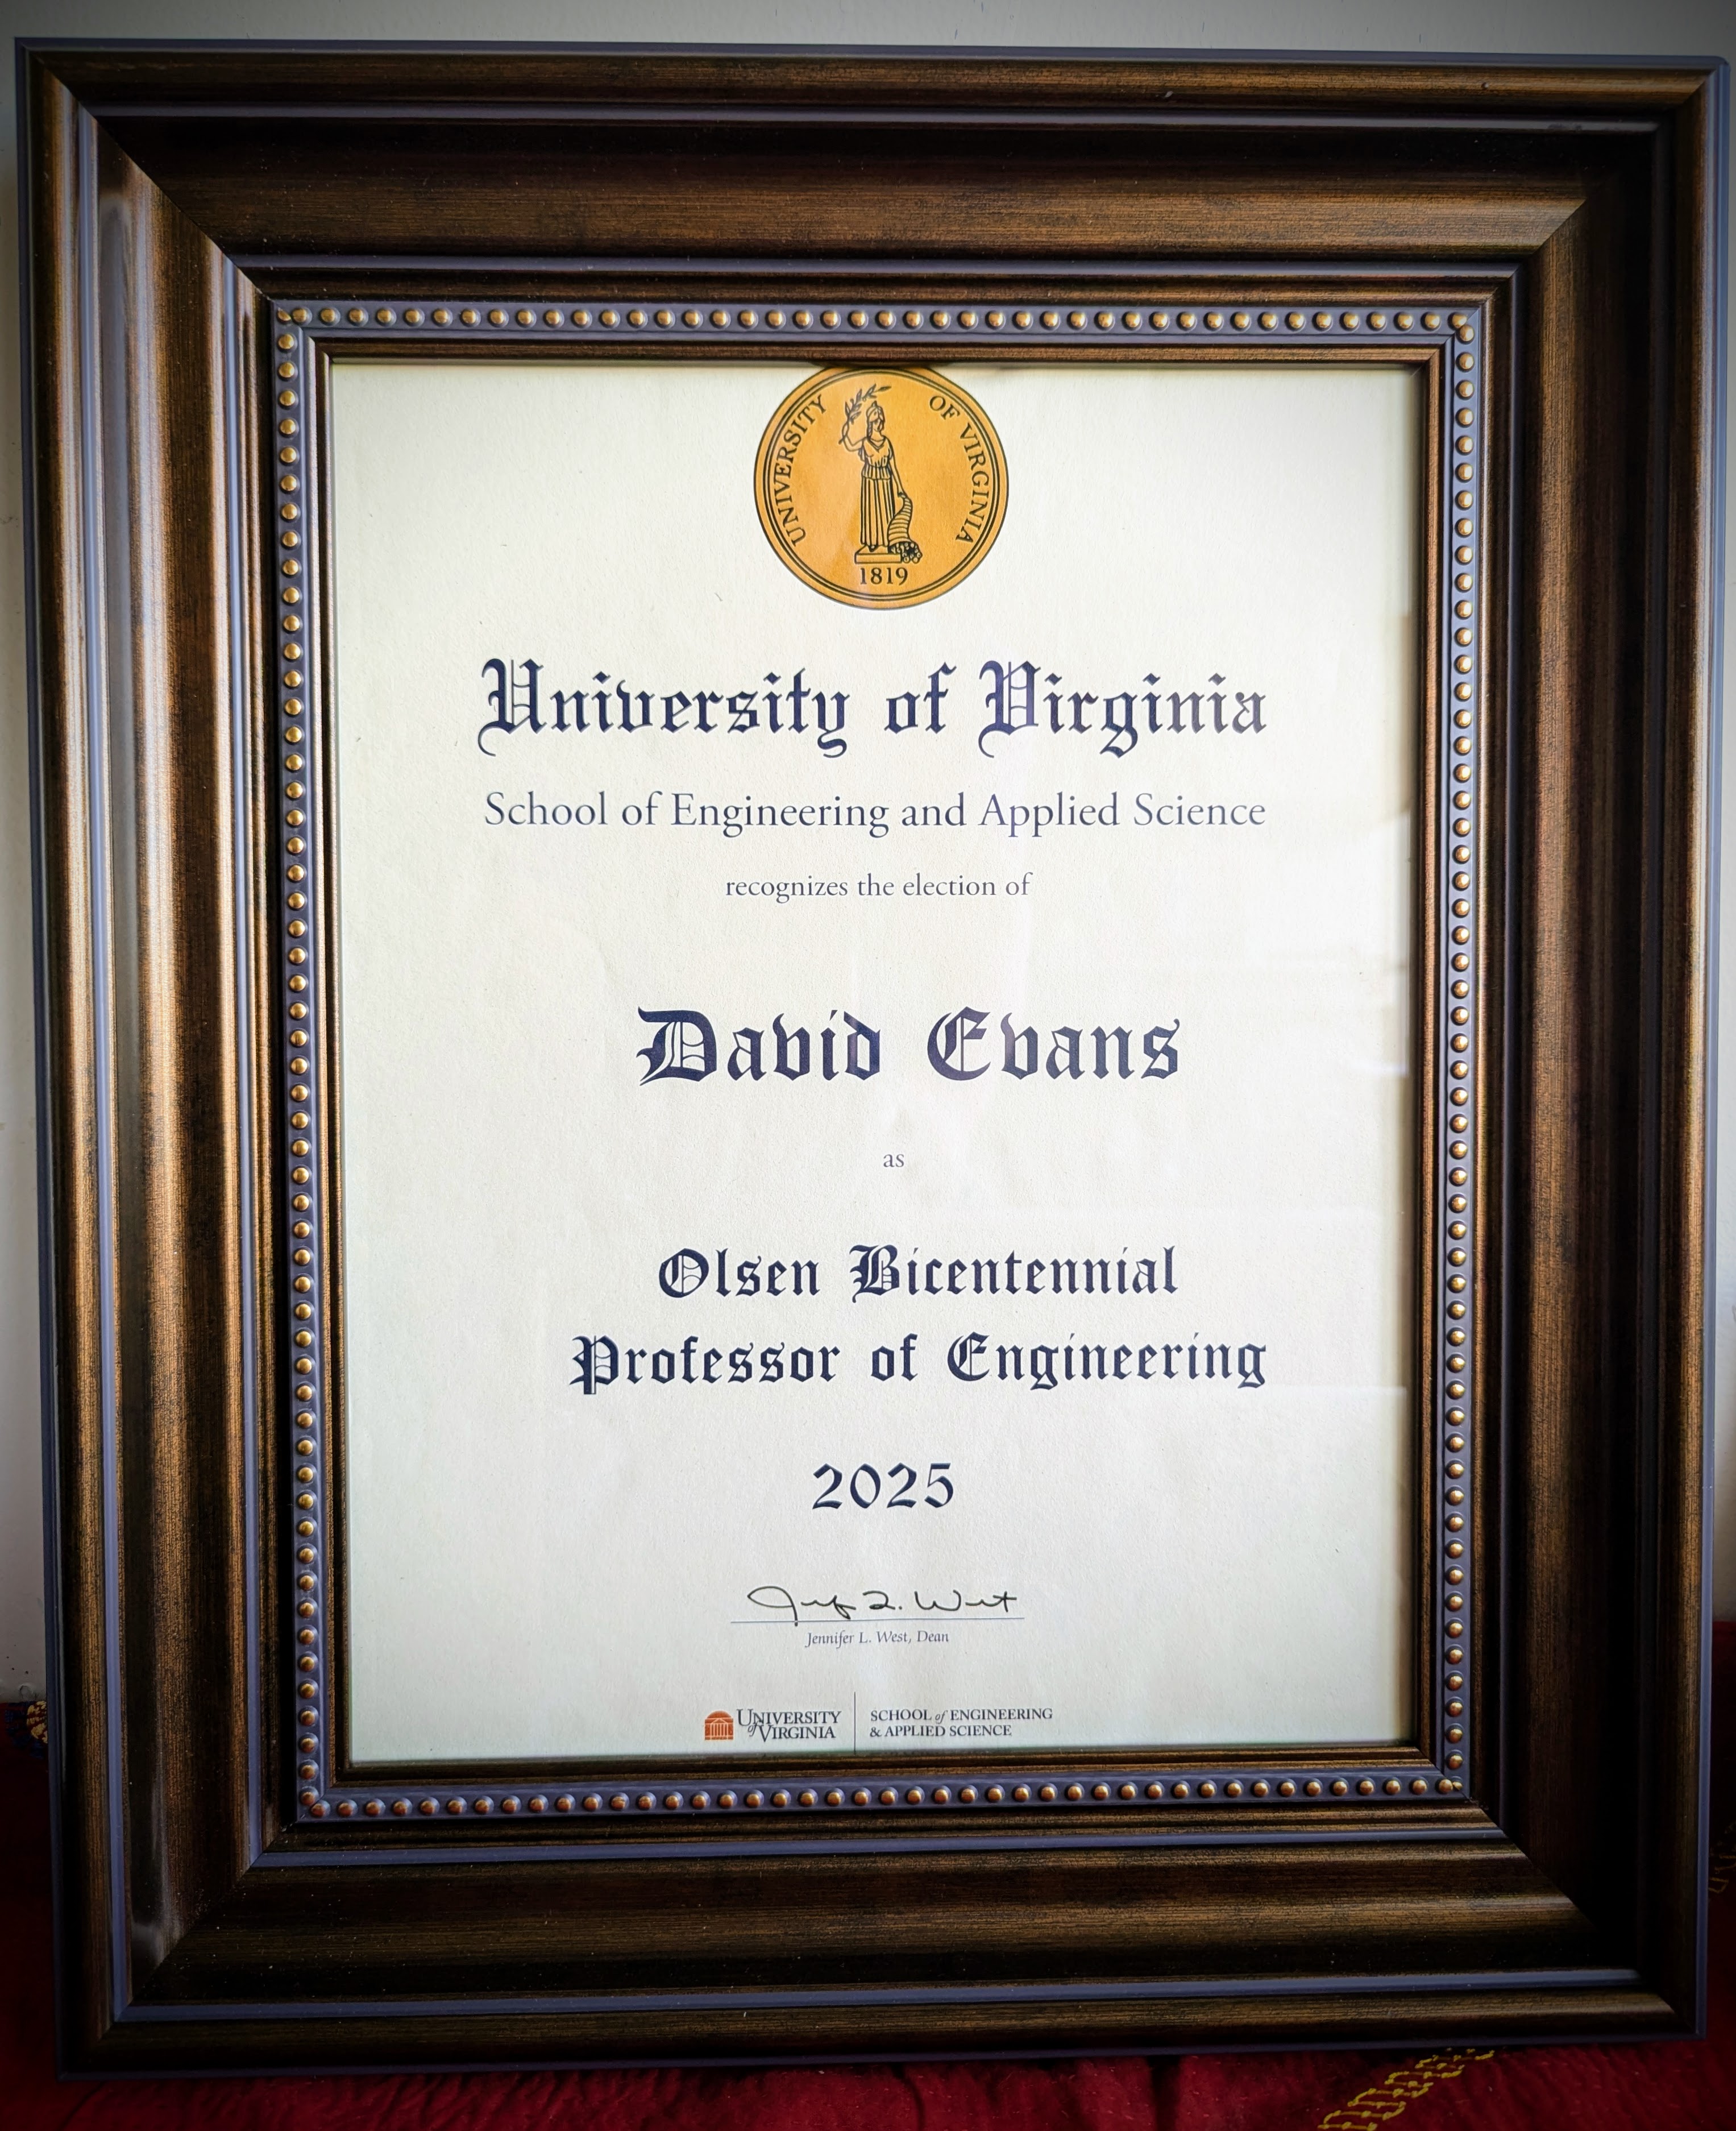 UNIVERSITY OF VIRGINIA
1819
University of Virginia
School of Engineering and Applied Science
recognizes the election of
David Evans
as
Olsen Bicentennial
Professor of Engineering
2025
Jennifer L. West, Dean
UNIVERSITY of VIRGINIA
SCHOOL of ENGINEERING
& APPLIED SCIENCE